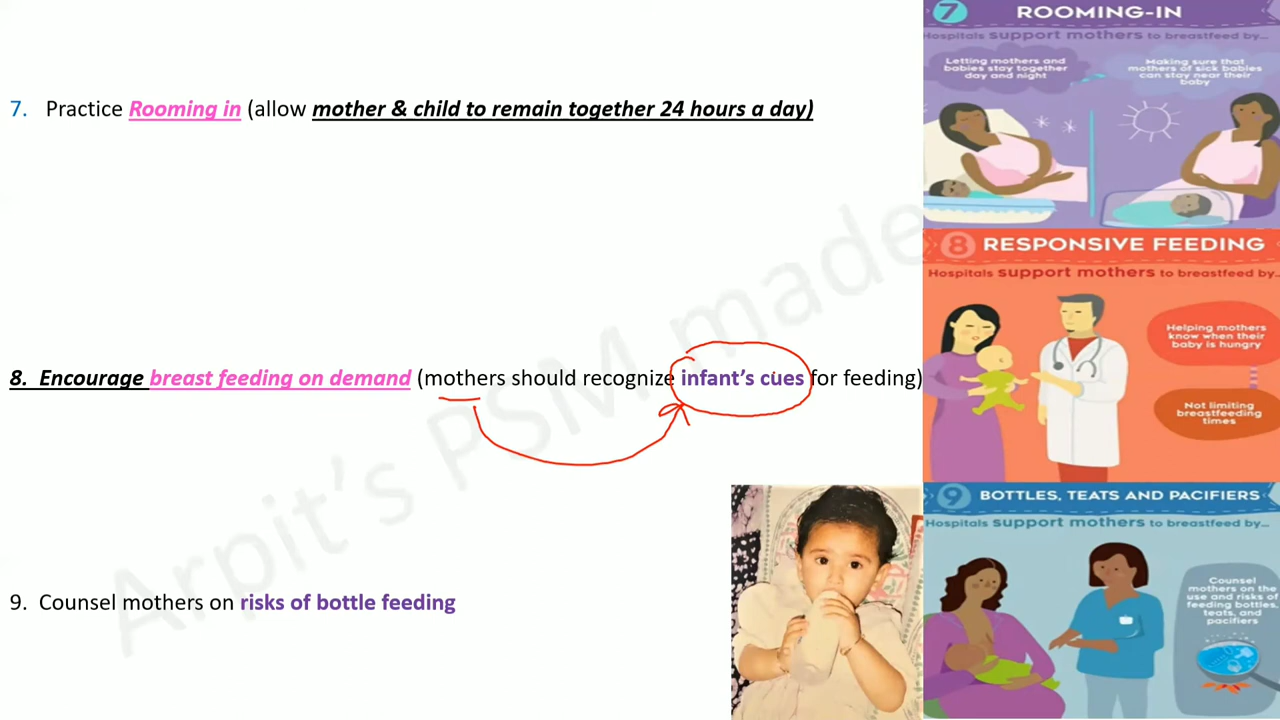 7. Practice Rooming in (allow mother & child to remain together 24 hours a day)
8. Encourage breast feeding on demand (mothers should recognize infant's cues for feeding)
9. Counsel mothers on risks of bottle feeding
Arpit's PSM made
7 ROOMING-IN
Hospitals support mothers to breastfeed by...
Letting mothers and
babies stay together
day and night
Making sure that
mothers of sick babies
can stay near their
baby
8 RESPONSIVE FEEDING
Hospitals support mothers to breastfeed by...
Helping mothers
know when their
baby is hungry
Not limiting
breastfeeding
times
9 BOTTLES, TEATS AND PACIFIERS
Hospitals support mothers to breastfeed by...
Counsel
mothers on the
use and risks of
feeding bottles,
teats, and
pacifiers